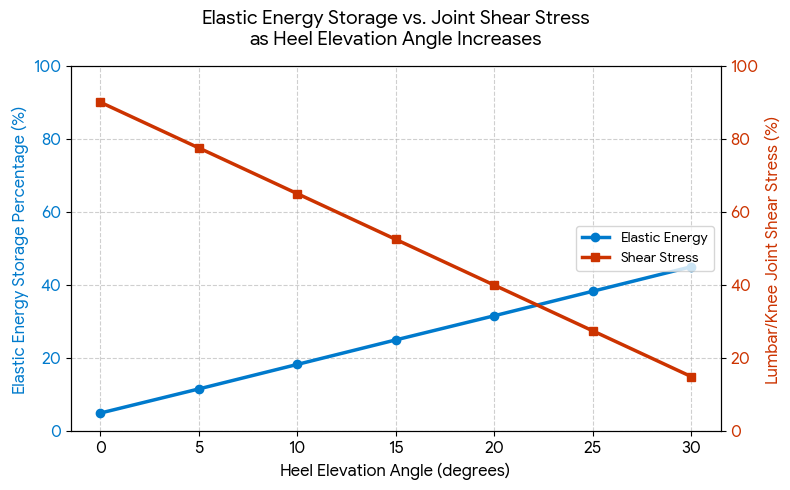 Elastic Energy Storage vs. Joint Shear Stress
as Heel Elevation Angle Increases
Elastic Energy Storage Percentage (%)
100
80
60
40
20
0
100
80
60
40
20
0
Lumbar/Knee Joint Shear Stress (%)
Elastic Energy
Shear Stress
0 5 10 15 20 25 30
Heel Elevation Angle (degrees)